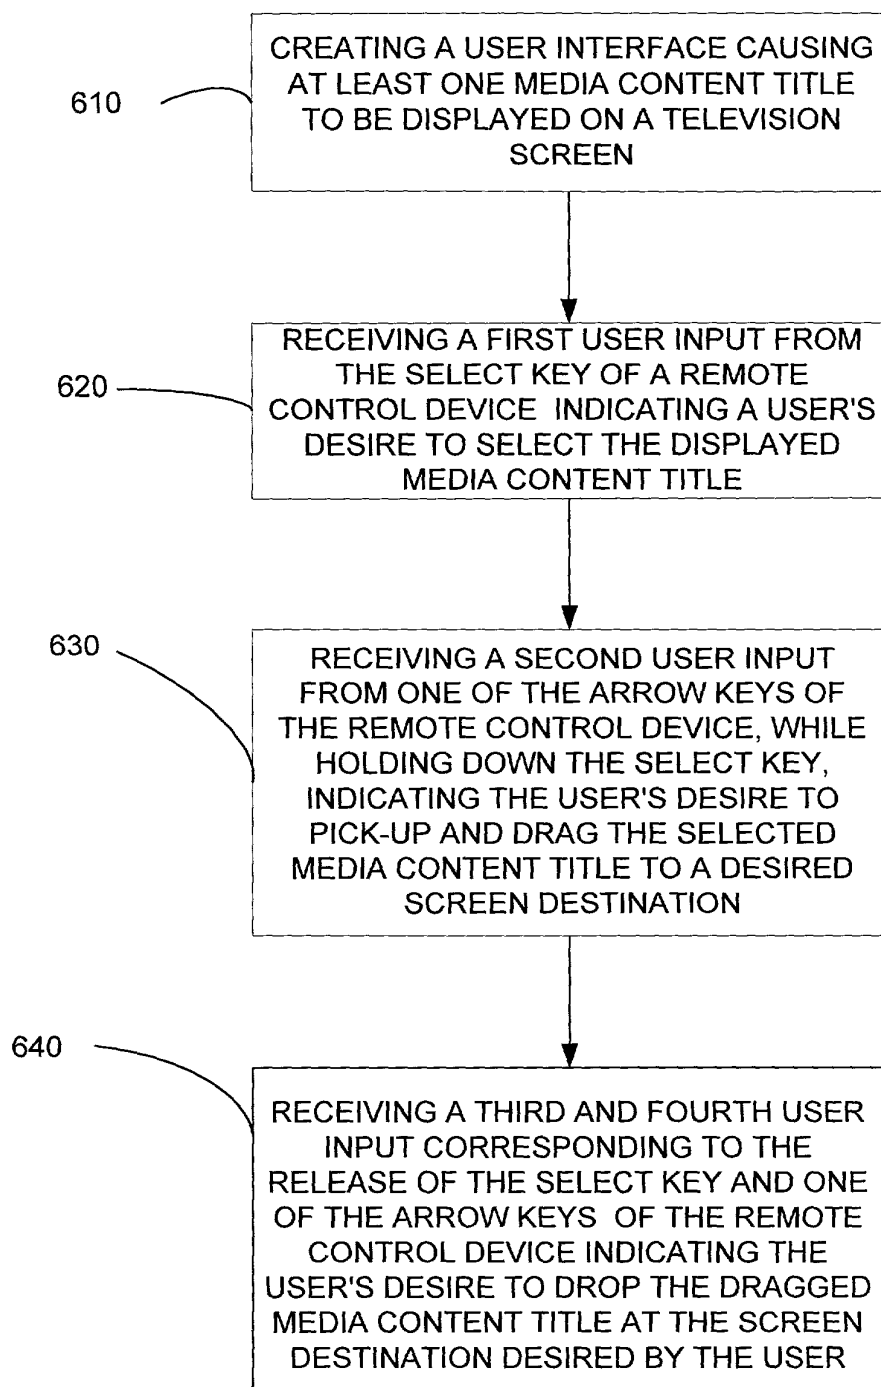 610
CREATING A USER INTERFACE CAUSING
AT LEAST ONE MEDIA CONTENT TITLE
TO BE DISPLAYED ON A TELEVISION
SCREEN
620
RECEIVING A FIRST USER INPUT FROM
THE SELECT KEY OF A REMOTE
CONTROL DEVICE INDICATING A USER'S
DESIRE TO SELECT THE DISPLAYED
MEDIA CONTENT TITLE
630
RECEIVING A SECOND USER INPUT
FROM ONE OF THE ARROW KEYS OF
THE REMOTE CONTROL DEVICE, WHILE
HOLDING DOWN THE SELECT KEY,
INDICATING THE USER'S DESIRE TO
PICK-UP AND DRAG THE SELECTED
MEDIA CONTENT TITLE TO A DESIRED
SCREEN DESTINATION
640
RECEIVING A THIRD AND FOURTH USER
INPUT CORRESPONDING TO THE
RELEASE OF THE SELECT KEY AND ONE
OF THE ARROW KEYS OF THE REMOTE
CONTROL DEVICE INDICATING THE
USER'S DESIRE TO DROP THE DRAGGED
MEDIA CONTENT TITLE AT THE SCREEN
DESTINATION DESIRED BY THE USER